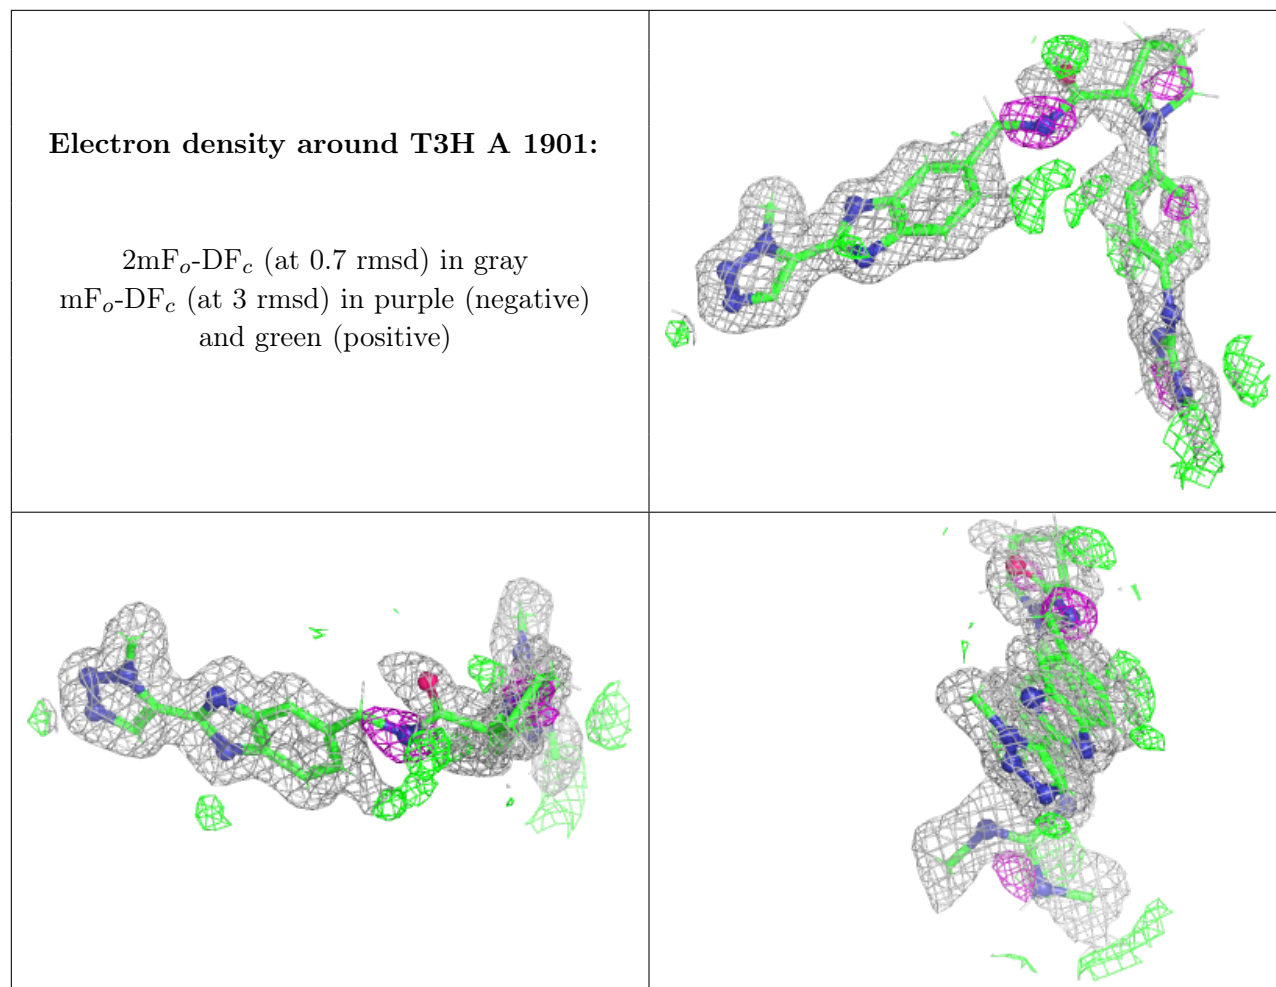 Electron density around T3H A 1901:
2mFo-DFc (at 0.7 rmsd) in gray
mFo-DFc (at 3 rmsd) in purple (negative)
and green (positive)